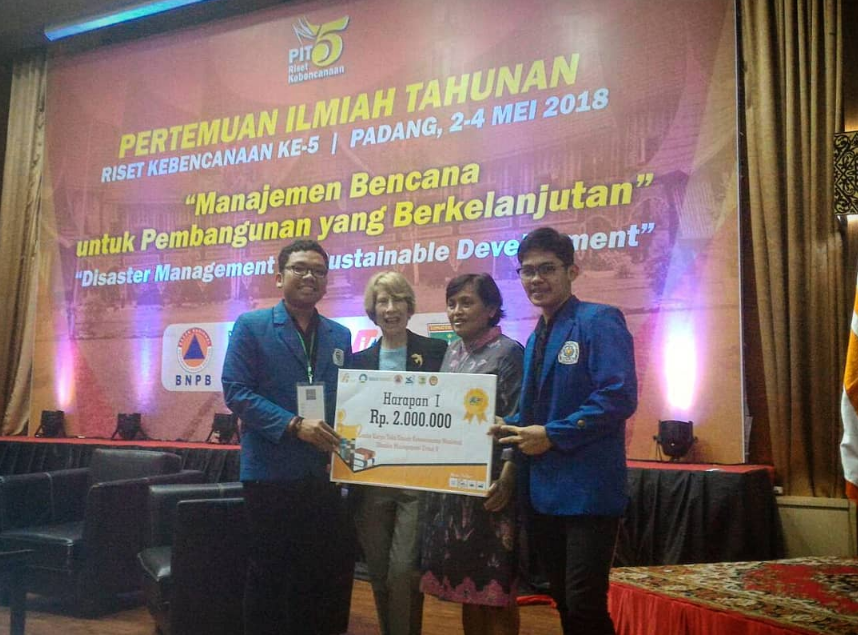 PIT 5
Riset
Kebencanaan
PERTEMUAN ILMIAH TAHUNAN
RISET KEBENCANAAN KE-5 | PADANG, 2-4 MEI 2018
“Manajemen Bencana
untuk Pembangunan yang Berkelanjutan”
“Disaster Management Sustainable Development”
BNPB
Harapan I
Rp. 2.000.000